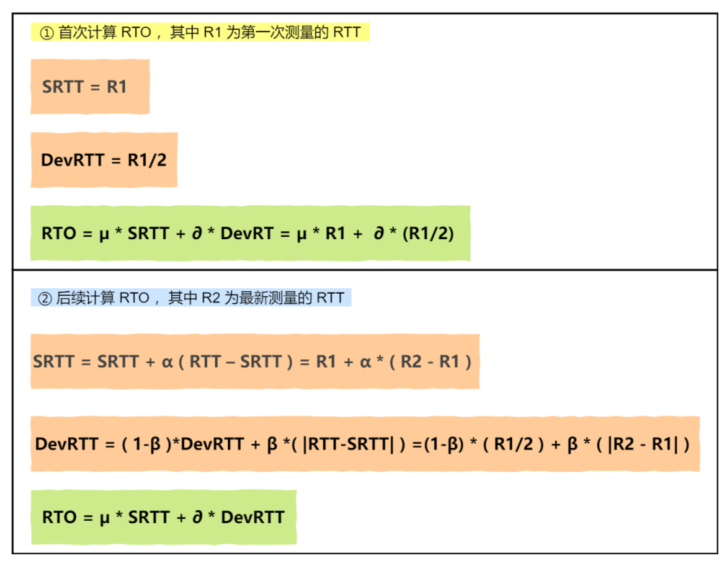 ① 首次计算 RTO ，其中 R1 为第一次测量的 RTT
SRTT = R1
DevRTT = R1/2
RTO = μ * SRTT + ∂ * DevRT = μ * R1 + ∂ * (R1/2)
② 后续计算 RTO ，其中 R2 为最新测量的 RTT
SRTT = SRTT + α ( RTT – SRTT ) = R1 + α * ( R2 - R1 )
DevRTT = ( 1-β )*DevRTT + β *( |RTT-SRTT| ) =(1-β) * ( R1/2 ) + β * ( |R2 - R1| )
RTO = μ * SRTT + ∂ * DevRTT